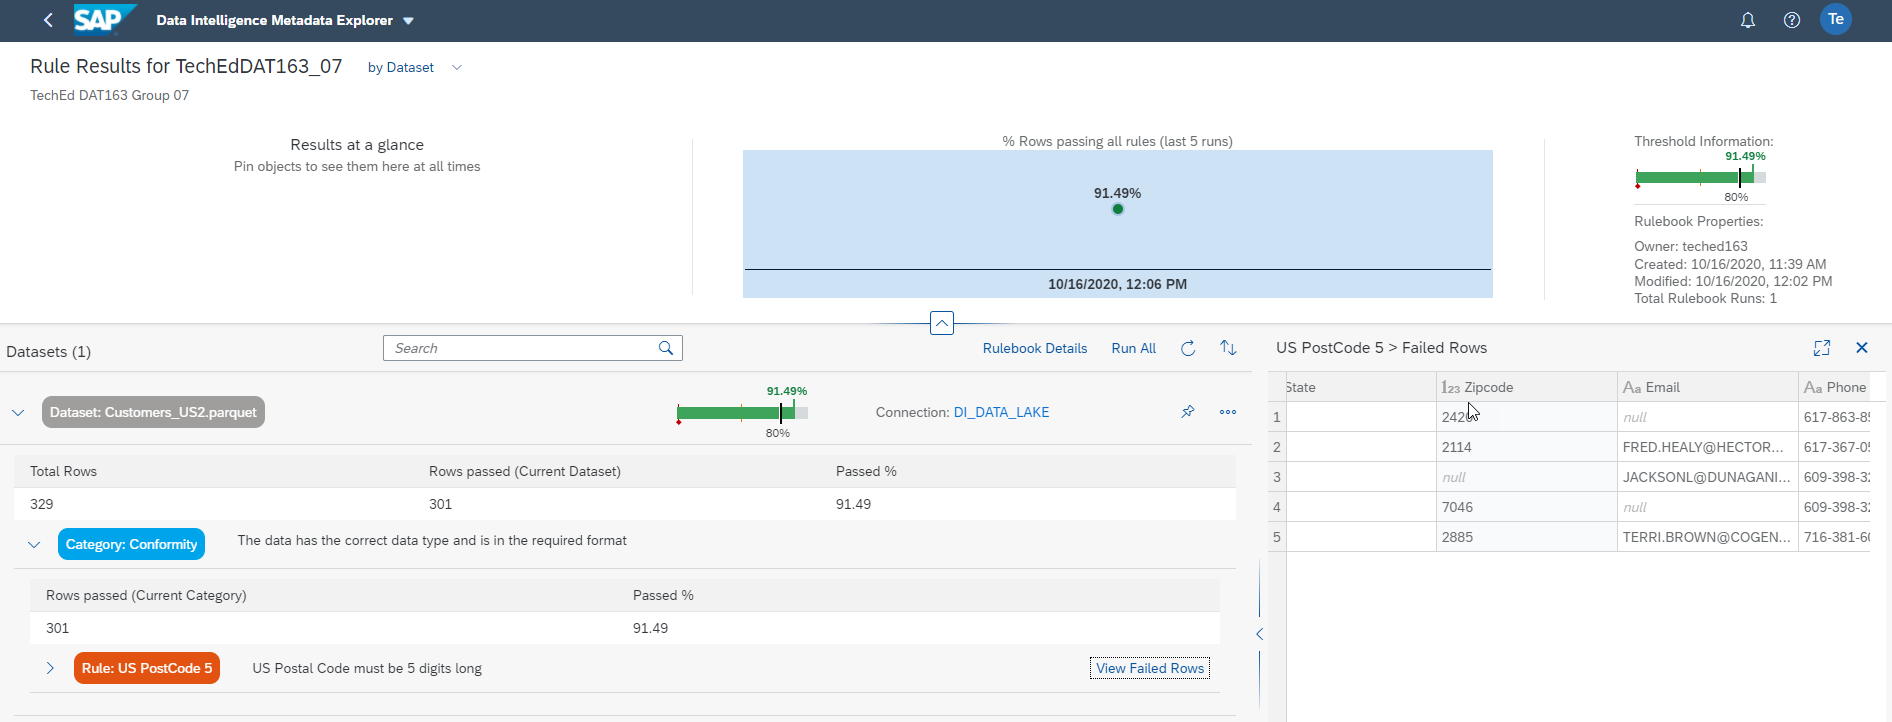 SAP Data Intelligence Metadata Explorer
Te
Rule Results for TechEdDAT163_07 by Dataset
TechEd DAT163 Group 07
Results at a glance
Pin objects to see them here at all times
% Rows passing all rules (last 5 runs)
91.49%
10/16/2020, 12:06 PM
Threshold Information:
91.49%
80%
Rulebook Properties:
Owner: teched163
Created: 10/16/2020, 11:39 AM
Modified: 10/16/2020, 12:02 PM
Total Rulebook Runs: 1
Datasets (1) Search Rulebook Details Run All
Dataset: Customers_US2.parquet 91.49% 80% Connection: DI_DATA_LAKE
Total Rows Rows passed (Current Dataset) Passed %
329 301 91.49
Category: Conformity The data has the correct data type and is in the required format
Rows passed (Current Category) Passed %
301 91.49
Rule: US PostCode 5 US Postal Code must be 5 digits long View Failed Rows
US PostCode 5 > Failed Rows
State 123 Zipcode Aa Email Aa Phone
1 null 617-863-85
2 2114 FRED.HEALY@HECTOR... 617-367-05
3 null JACKSONL@DUNAGANI... 609-398-32
4 7046 null 609-398-32
5 2885 TERRI.BROWN@COGEN... 716-381-60